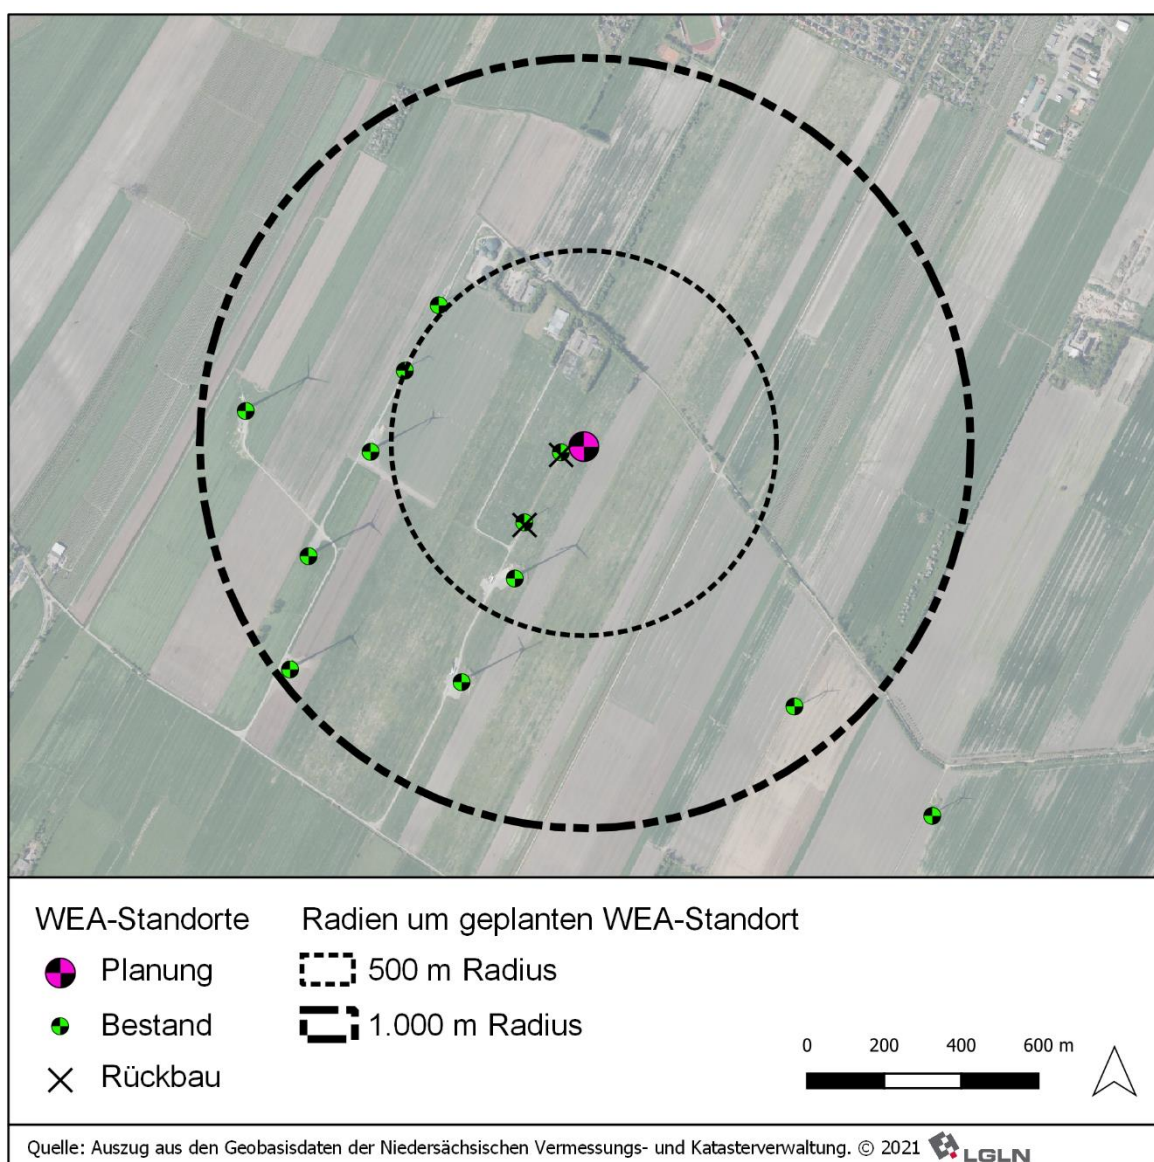 WEA-Standorte
Planung
Bestand
Rückbau
Radien um geplanten WEA-Standort
500 m Radius
1.000 m Radius
0 200 400 600 m
Quelle: Auszug aus den Geobasisdaten der Niedersächsischen Vermessungs- und Katasterverwaltung. © 2021 LGLN